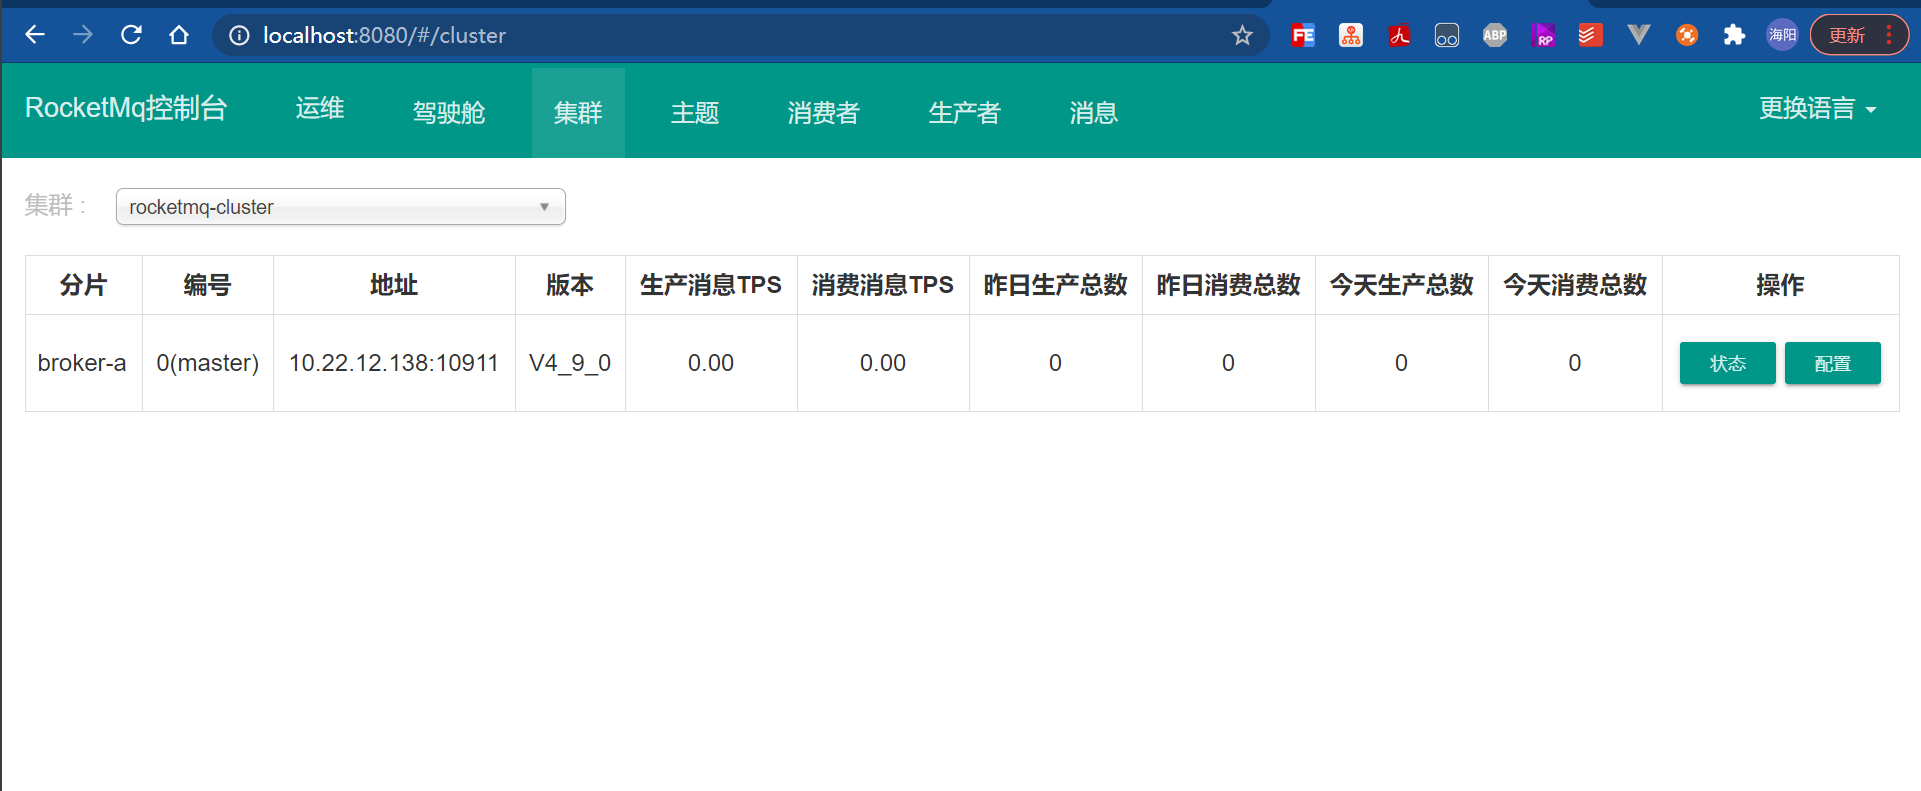 localhost:8080/#/cluster
FE
ABP
RP
海阳
更新
RocketMq控制台 运维 驾驶舱 集群 主题 消费者 生产者 消息 更换语言
集群 : rocketmq-cluster
分片 编号 地址 版本 生产消息TPS 消费消息TPS 昨日生产总数 昨日消费总数 今天生产总数 今天消费总数 操作
broker-a 0(master) 10.22.12.138:10911 V4_9_0 0.00 0.00 0 0 0 0 状态 配置